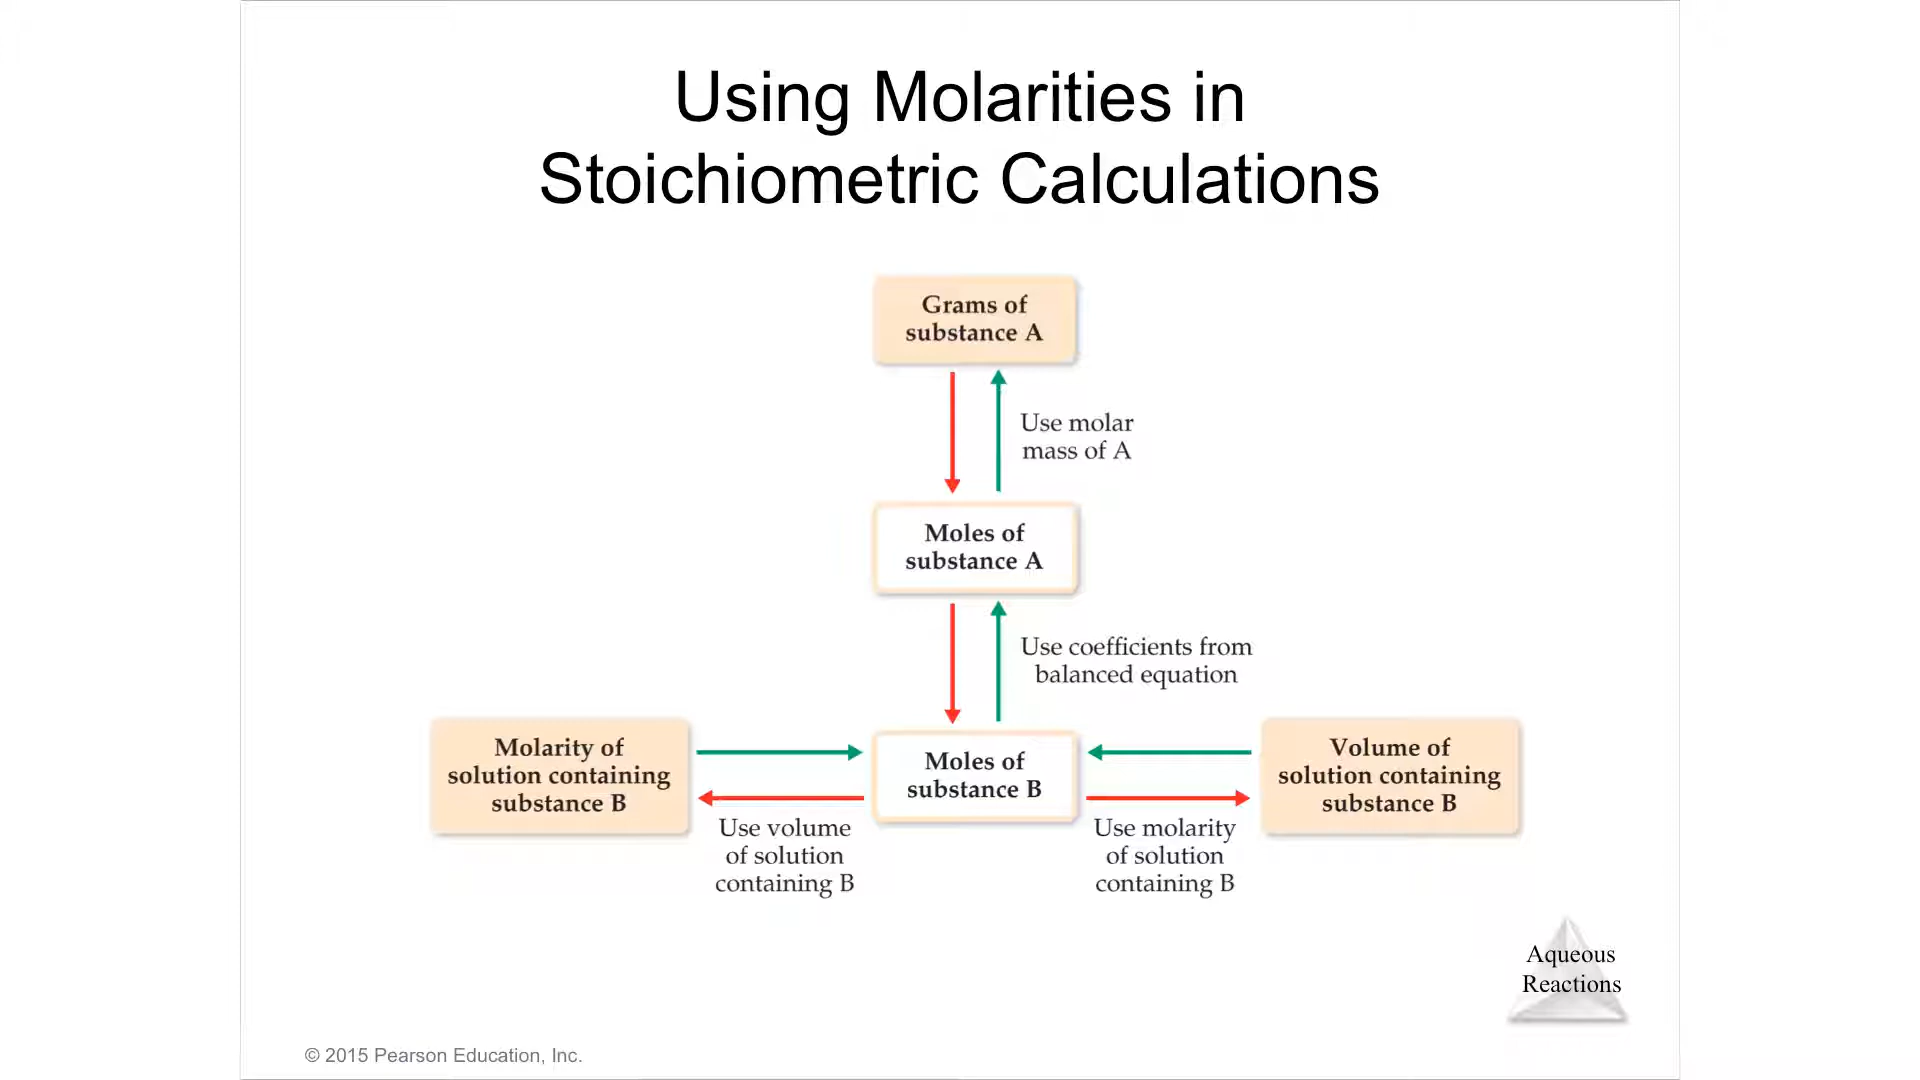 Using Molarities in
Stoichiometric Calculations
Grams of
substance A
Use molar
mass of A
Moles of
substance A
Use coefficients from
balanced equation
Molarity of
solution containing
substance B
Moles of
substance B
Volume of
solution containing
substance B
Use volume
of solution
containing B
Use molarity
of solution
containing B
Aqueous
Reactions
© 2015 Pearson Education, Inc.